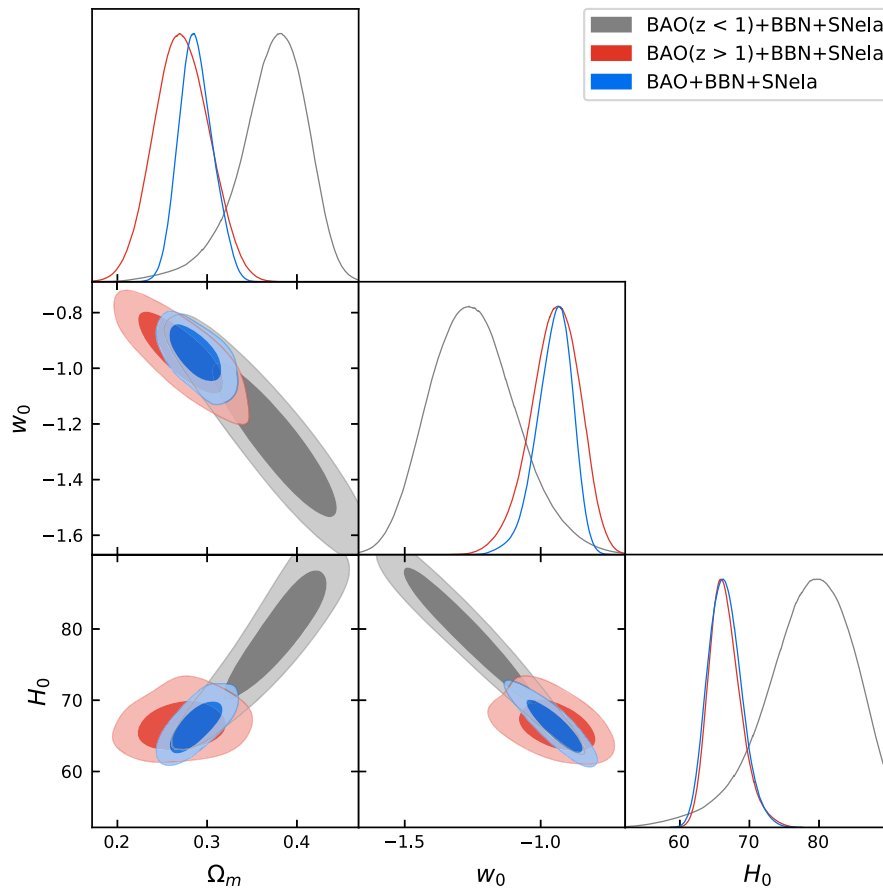 BAO(z < 1)+BBN+SNeIa
BAO(z > 1)+BBN+SNeIa
BAO+BBN+SNeIa
−0.8
−1.0
−1.2
−1.4
−1.6
w₀
80
70
60
H₀
0.2 0.3 0.4
−1.5 −1.0
60 70 80
Ωₘ w₀ H₀